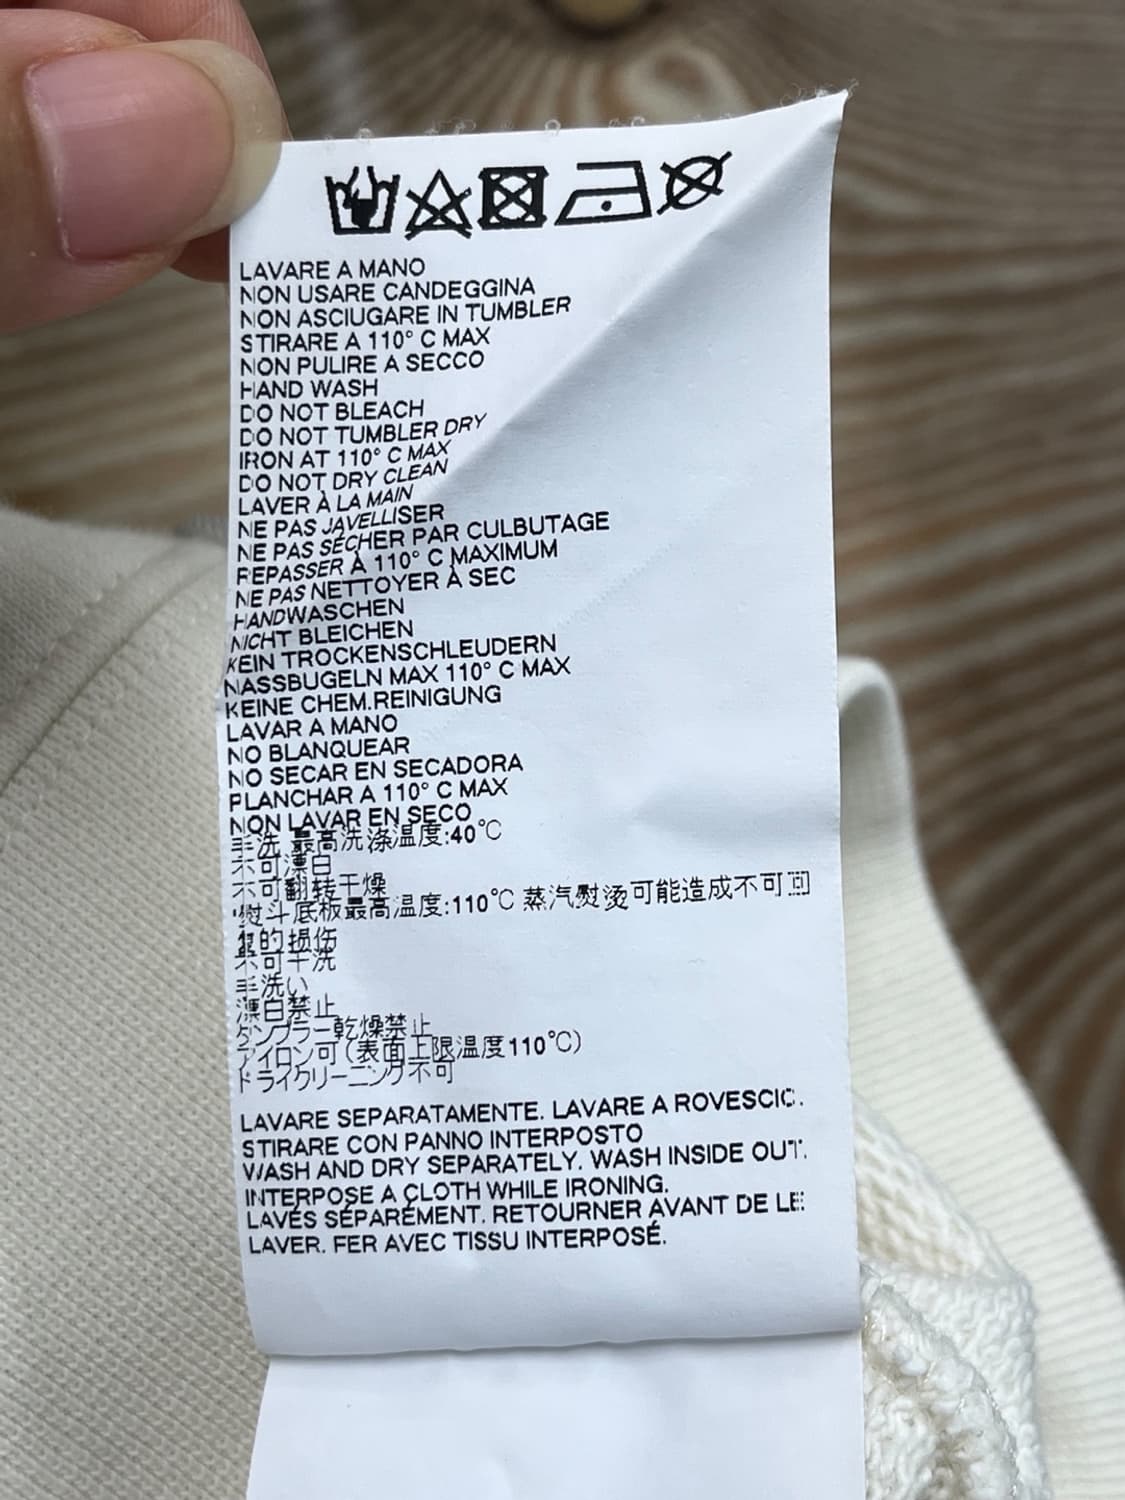 LAVARE A MANO
NON USARE CANDEGGINA
NON ASCIUGARE IN TUMBLER
STIRARE A 110° C MAX
NON PULIRE A SECCO
HAND WASH
DO NOT BLEACH
DO NOT TUMBLER DRY
IRON AT 110° C MAX
DO NOT DRY CLEAN
LAVER À LA MAIN
NE PAS JAVELLISER
NE PAS SÉCHER PAR CULBUTAGE
REPASSER À 110° C MAXIMUM
NE PAS NETTOYER À SEC
HANDWASCHEN
NICHT BLEICHEN
KEIN TROCKENSCHLEUDERN
NASSBUGELN MAX 110° C MAX
KEINE CHEM.REINIGUNG
LAVAR A MANO
NO BLANQUEAR
NO SECAR EN SECADORA
PLANCHAR A 110° C MAX
NON LAVAR EN SECO
手洗 最高洗涤温度:40℃
不可漂白
不可翻转干燥
熨斗底板最高温度:110℃ 蒸汽熨烫可能造成不可回
复的损伤
不可干洗
手洗い
漂白禁止
タンブラー乾燥禁止
アイロン可(表面上限温度110℃)
ドライクリーニング不可
LAVARE SEPARATAMENTE. LAVARE A ROVESCIO.
STIRARE CON PANNO INTERPOSTO
WASH AND DRY SEPARATELY. WASH INSIDE OUT.
INTERPOSE A CLOTH WHILE IRONING.
LAVÉS SÉPARÉMENT. RETOURNER AVANT DE LE
LAVER. FER AVEC TISSU INTERPOSÉ.